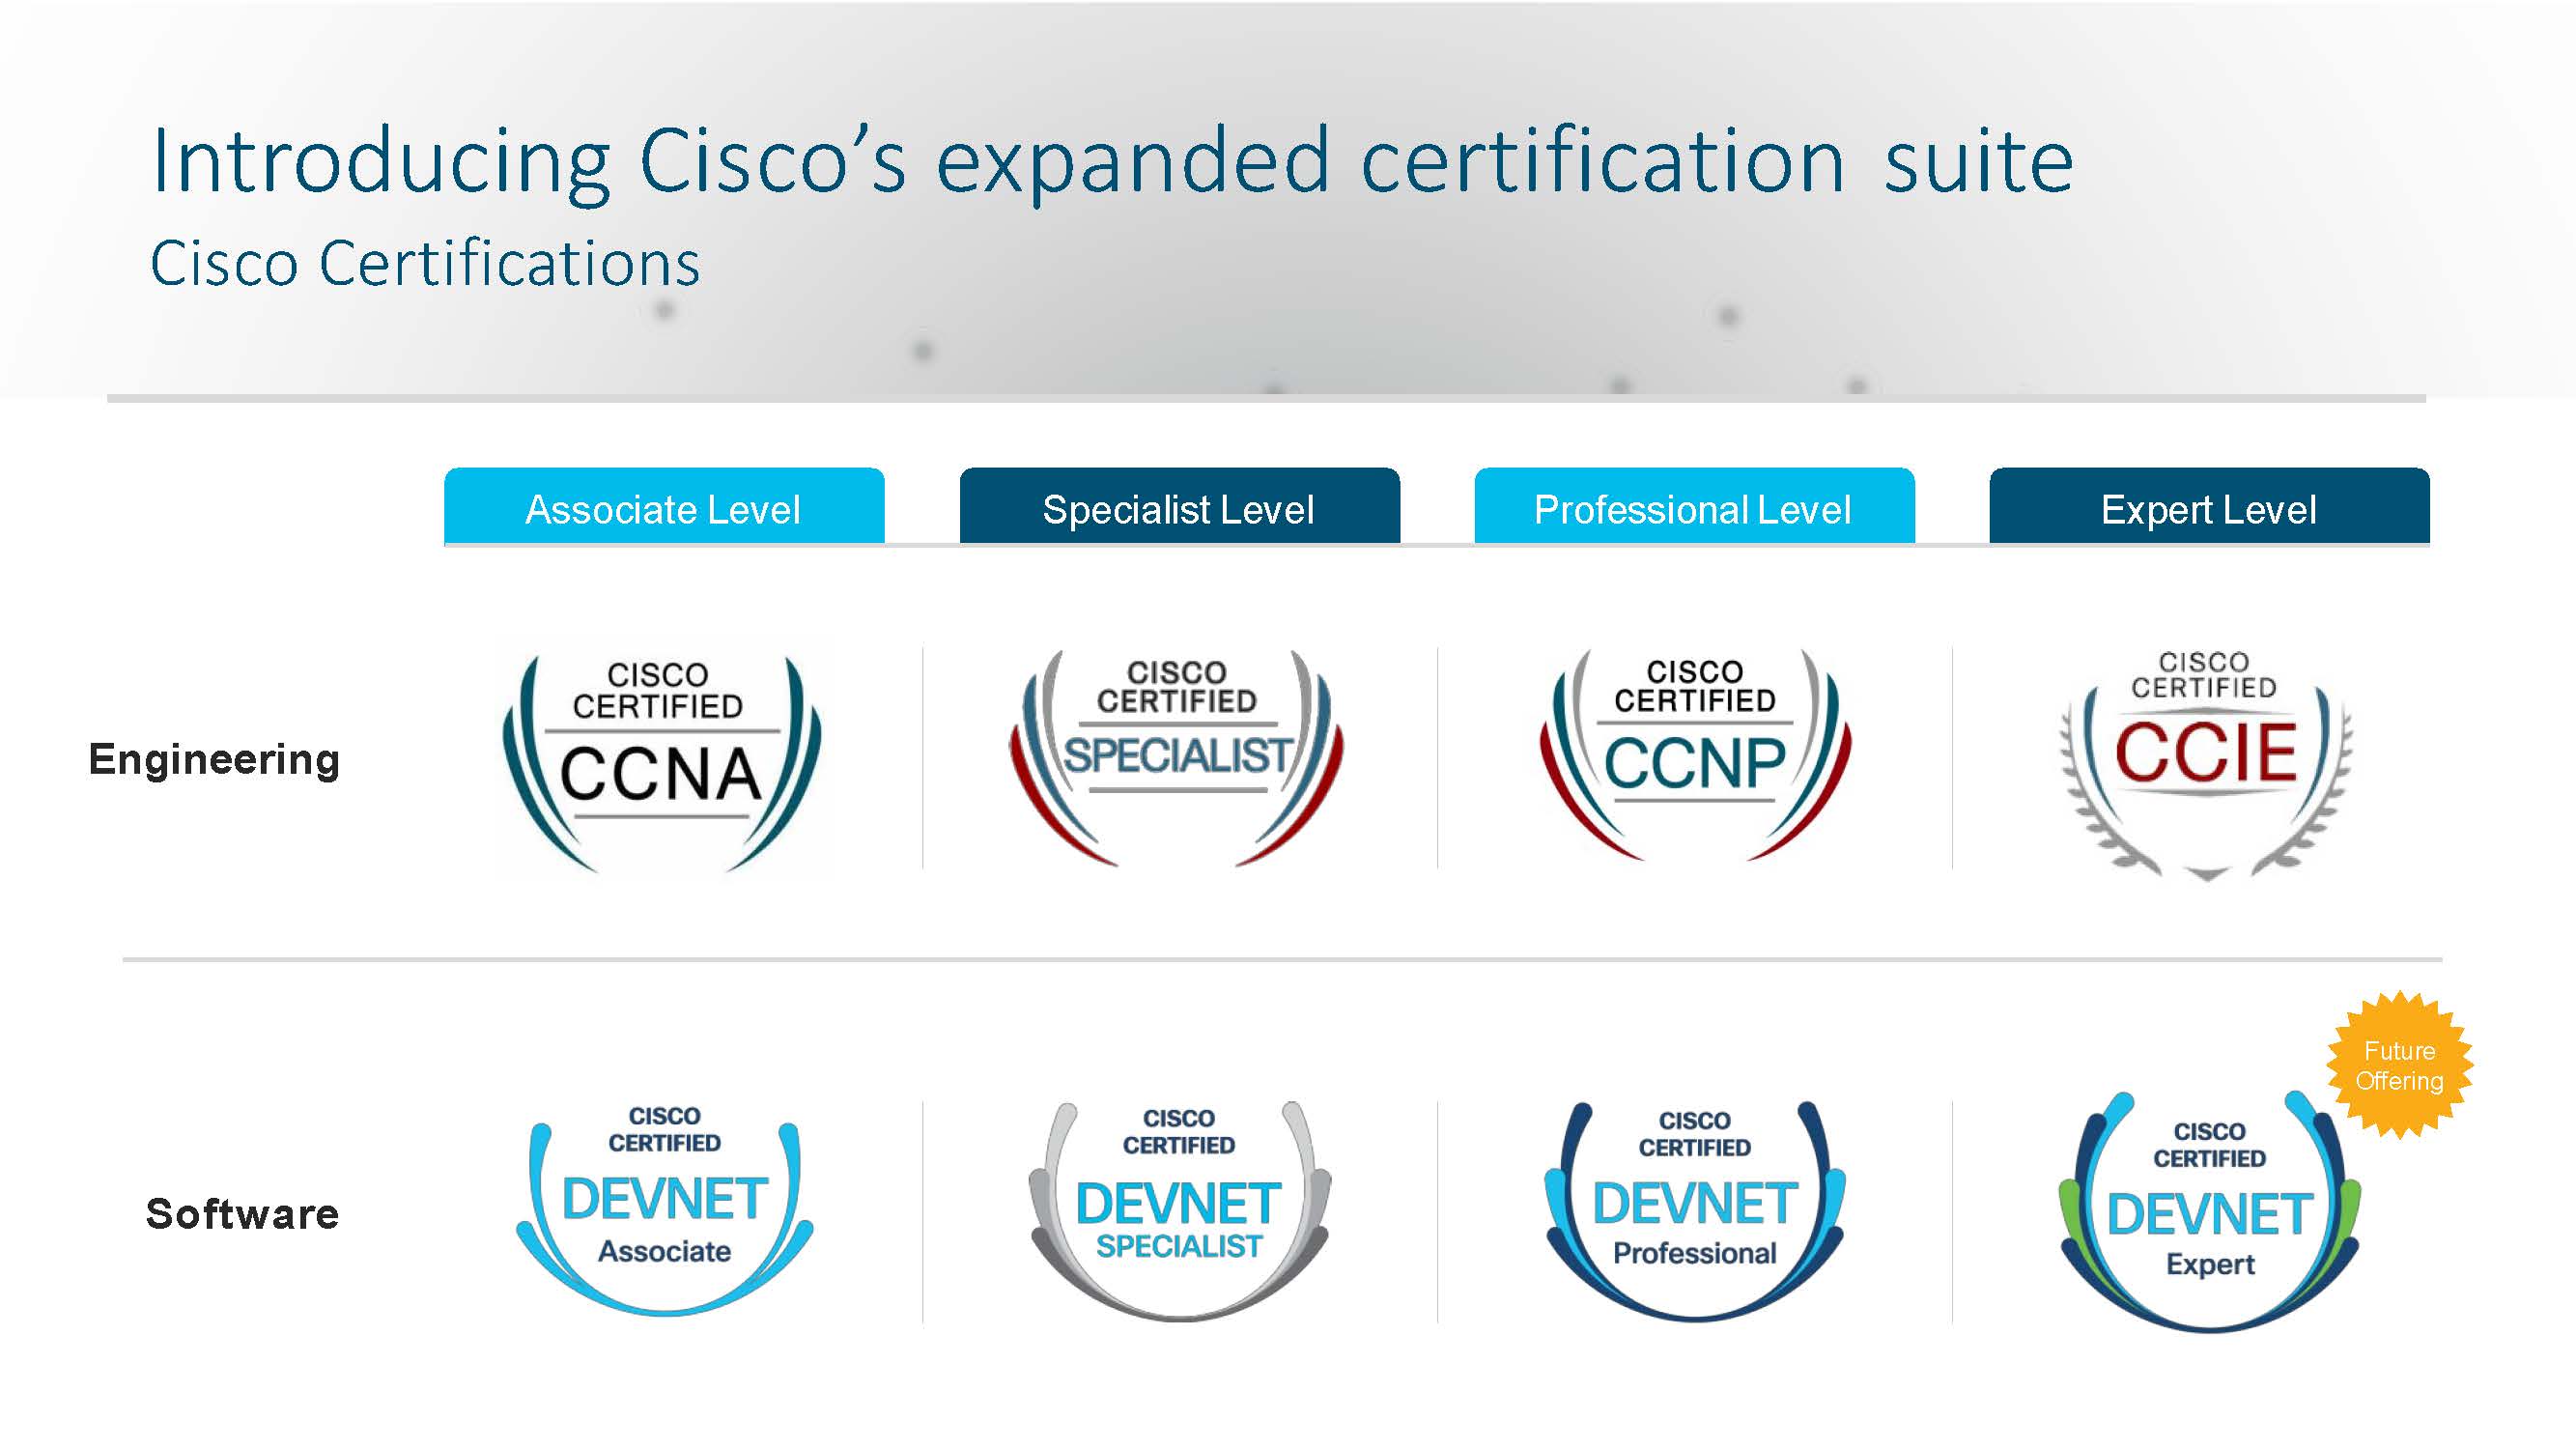 Introducing Cisco’s expanded certification suite
Cisco Certifications
Associate Level
Specialist Level
Professional Level
Expert Level
Engineering
CISCO
CERTIFIED
CCNA
CISCO
CERTIFIED
SPECIALIST
CISCO
CERTIFIED
CCNP
CISCO
CERTIFIED
CCIE
Software
CISCO
CERTIFIED
DEVNET
Associate
CISCO
CERTIFIED
DEVNET
SPECIALIST
CISCO
CERTIFIED
DEVNET
Professional
Future
Offering
CISCO
CERTIFIED
DEVNET
Expert